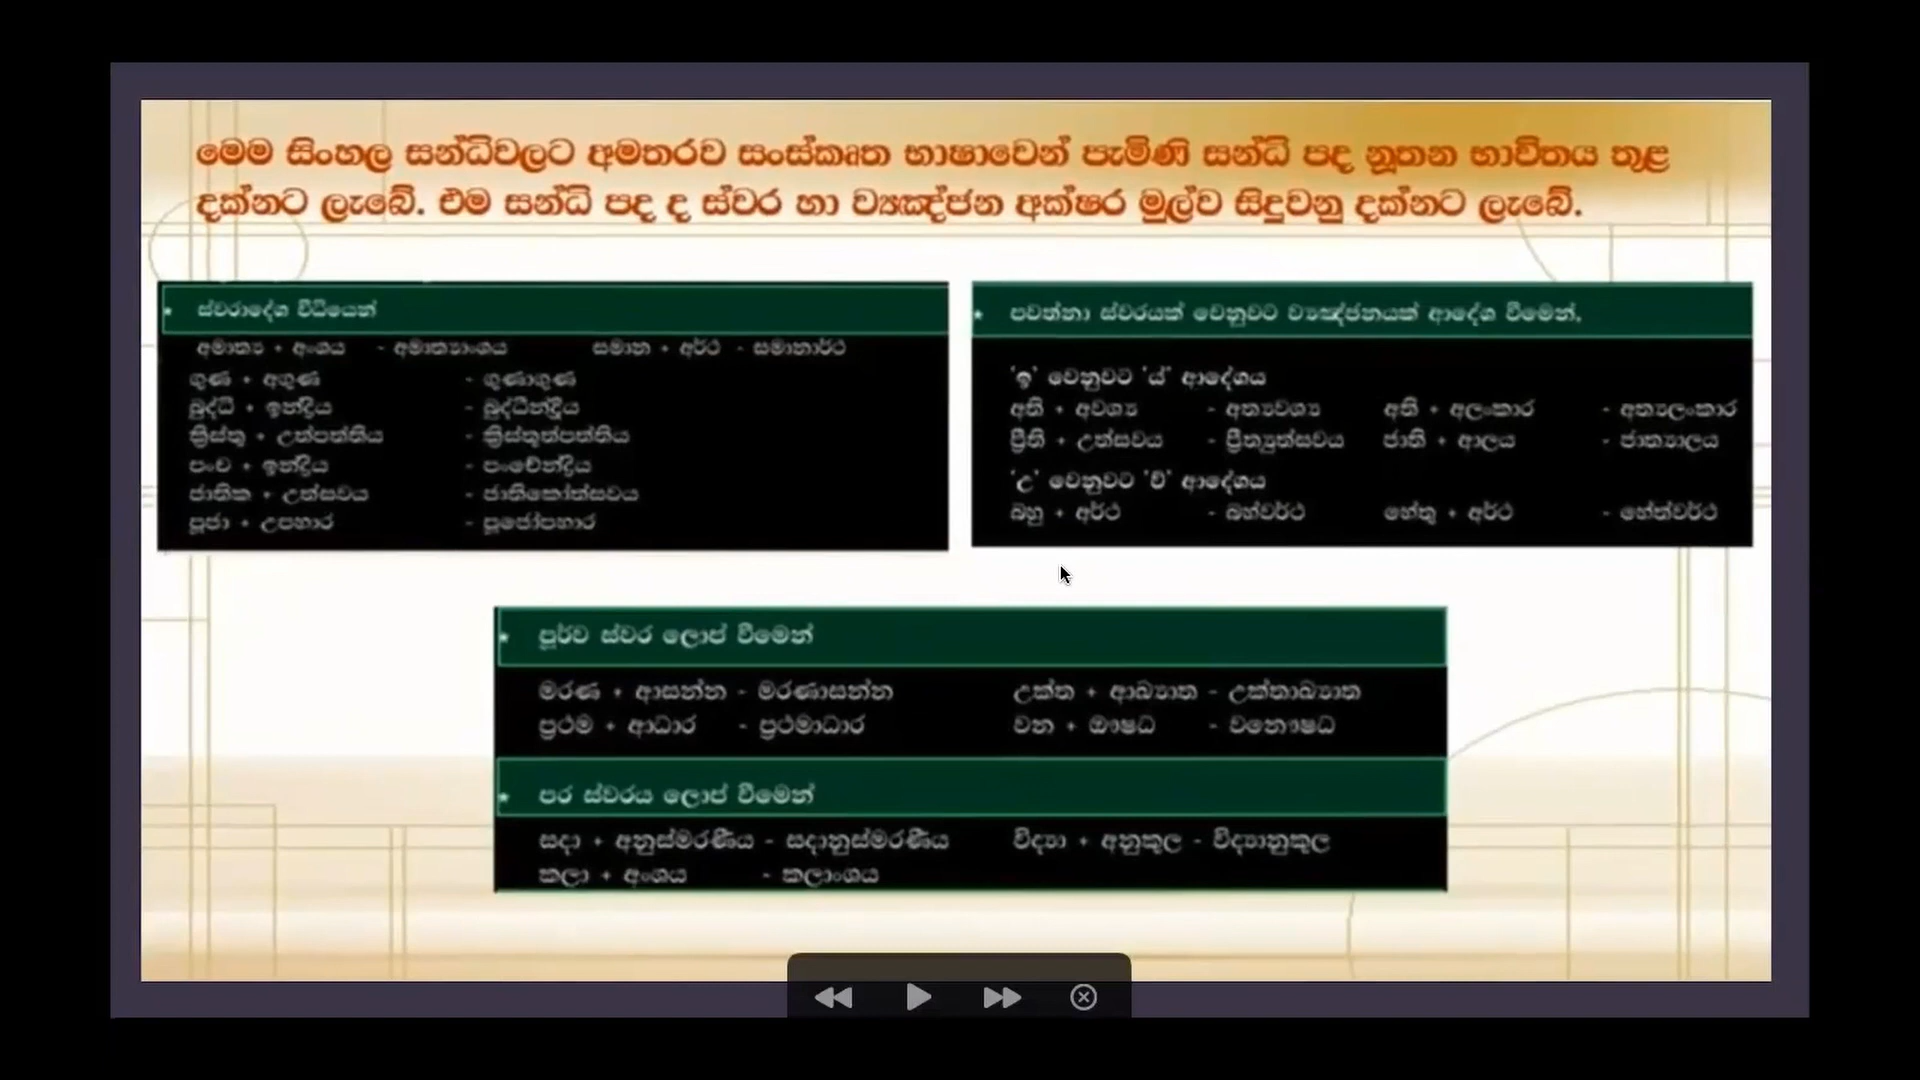 මෙම සිංහල සන්ධිවලට අමතරව සංස්කෘත භාෂාවෙන් පැමිණි සන්ධි පද නූතන භාවිතය තුළ
දක්නට ලැබේ. එම සන්ධි පද ද ස්වර හා ව්‍යඤ්ජන අක්ෂර මුල්ව සිදුවනු දක්නට ලැබේ.
ස්වරාදේශ විධියෙන්
අමාත්‍ය + අංශය - අමාත්‍යාංශය සමාන + අර්ථ - සමානාර්ථ
ගුණ + අගුණ - ගුණාගුණ
බුද්ධි + ඉන්ද්‍රිය - බුද්ධීන්ද්‍රිය
ක්‍රිස්තු + උත්පත්තිය - ක්‍රිස්තූත්පත්තිය
පංච + ඉන්ද්‍රිය - පංචේන්ද්‍රිය
ජාතික + උත්සවය - ජාතිකෝත්සවය
පූජා + උපහාර - පූජෝපහාර
පවත්නා ස්වරයක් වෙනුවට ව්‍යඤ්ජනයක් ආදේශ වීමෙන්.
'ඉ' වෙනුවට 'ය්' ආදේශය
අති + අවශ්‍ය - අත්‍යවශ්‍ය අති + අලංකාර - අත්‍යලංකාර
ප්‍රීති + උත්සවය - ප්‍රීත්‍යුත්සවය ජාති + ආලය - ජාත්‍යාලය
'උ' වෙනුවට 'ව්' ආදේශය
බහු + අර්ථ - බහ්වර්ථ හේතු + අර්ථ - හේත්වර්ථ
පූර්ව ස්වර ලොප් වීමෙන්
මරණ + ආසන්න - මරණාසන්න උක්ත + ආඛ්‍යාත - උක්තාඛ්‍යාත
ප්‍රථම + ආධාර - ප්‍රථමාධාර වන + ඖෂධ - වනෞෂධ
පර ස්වරය ලොප් වීමෙන්
සදා + අනුස්මරණීය - සදානුස්මරණීය විද්‍යා + අනුකූල - විද්‍යානුකූල
කලා + අංශය - කලාංශය